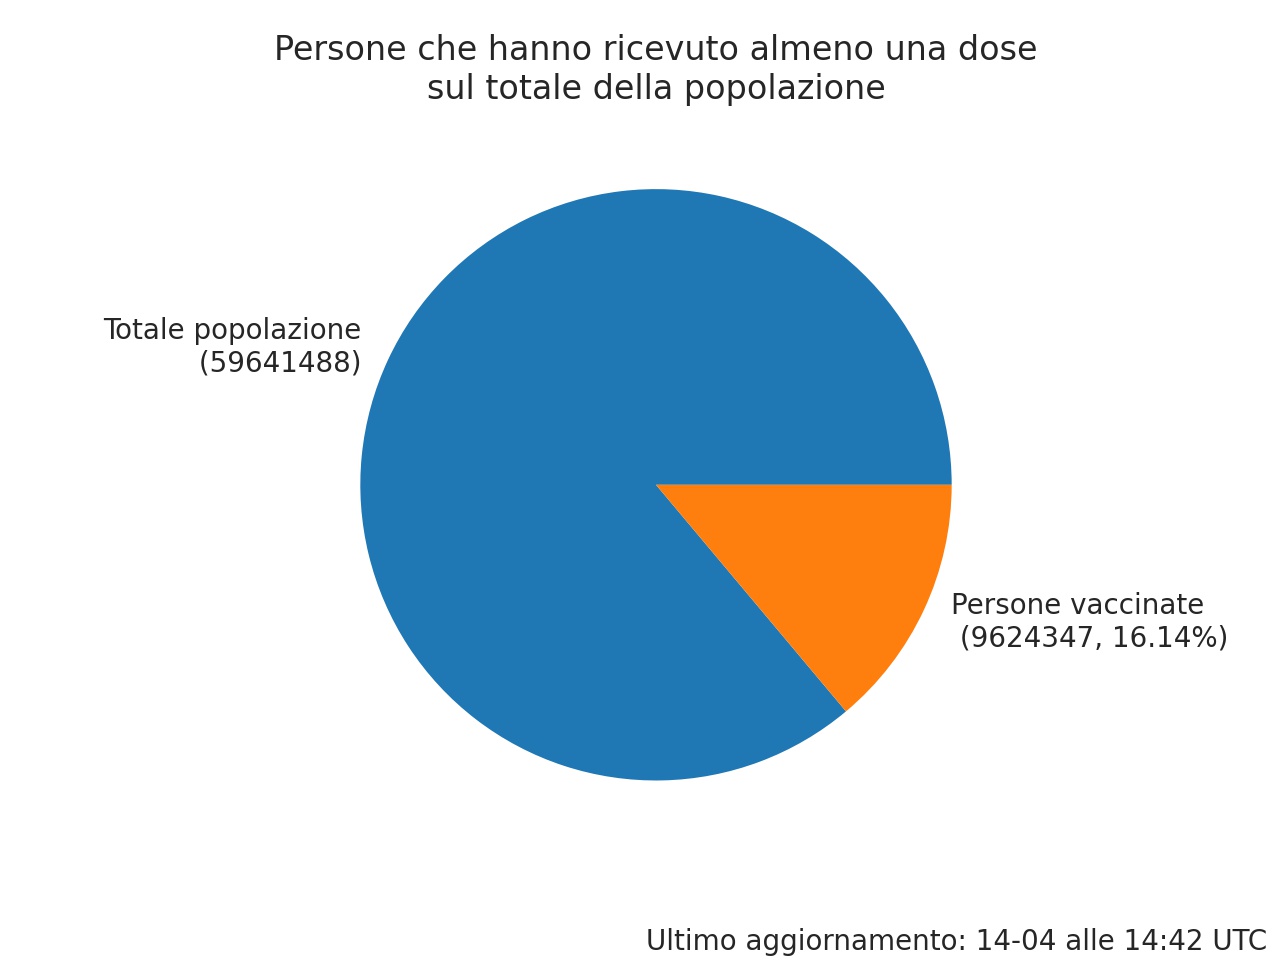 Persone che hanno ricevuto almeno una dose
sul totale della popolazione
Totale popolazione
(59641488)
Persone vaccinate
(9624347, 16.14%)
Ultimo aggiornamento: 14-04 alle 14:42 UTC